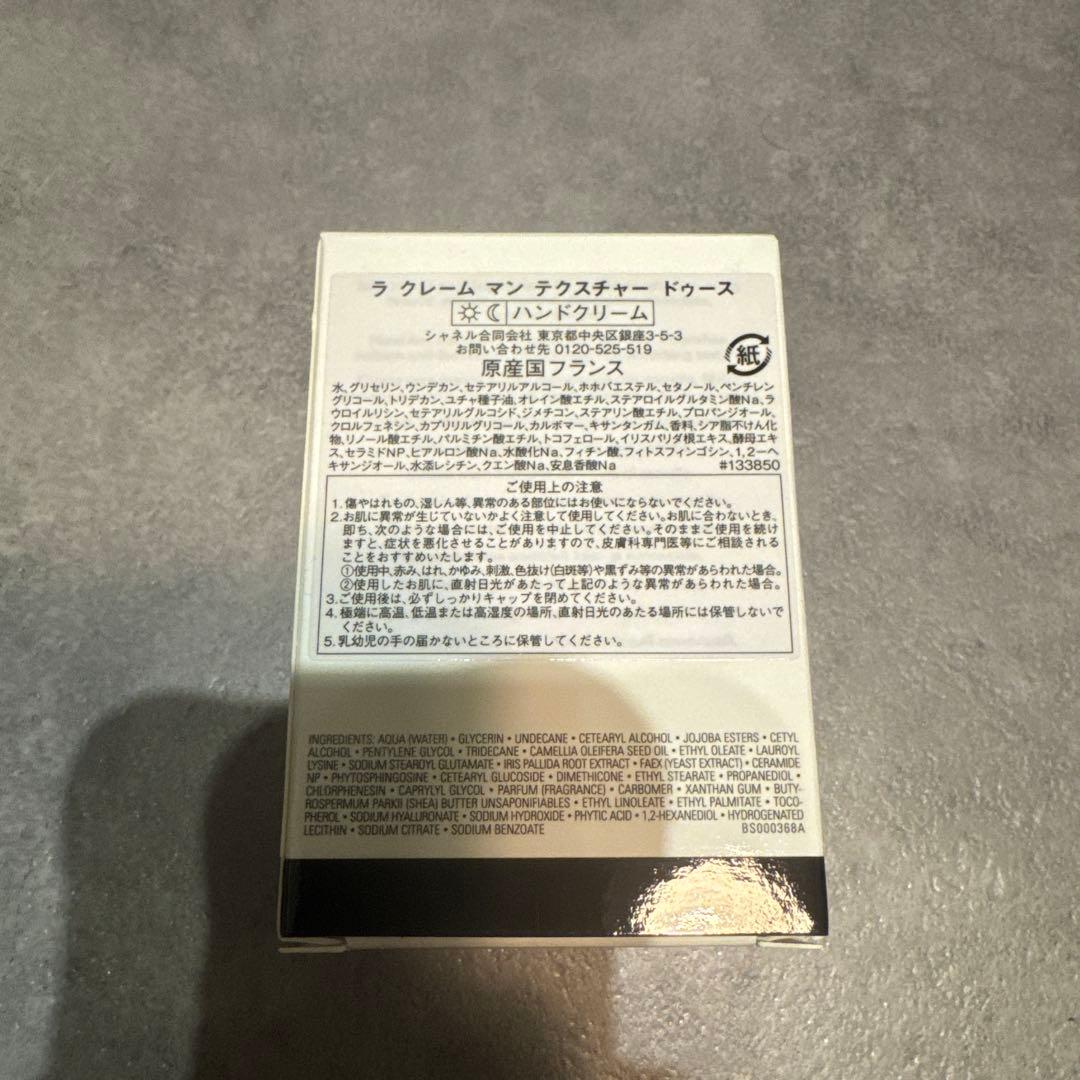 ラ クレーム マン テクスチャー ドゥース
ハンドクリーム
シャネル合同会社 東京都中央区銀座3-5-3
お問い合わせ先 0120-525-519
原産国フランス
紙
水、グリセリン、ウンデカン、セテアリルアルコール、ホホバエステル、セタノール、ペンチレン
グリコール、トリデカン、ユチャ種子油、オレイン酸エチル、ステアロイルグルタミン酸Na、ラ
ウロイルリシン、セテアリルグルコシド、ジメチコン、ステアリン酸エチル、プロパンジオール、
クロルフェネシン、カプリリルグリコール、カルボマー、キサンタンガム、香料、シア脂不けん化
物、リノール酸エチル、パルミチン酸エチル、トコフェロール、イリスパリダ根エキス、酵母エキ
ス、セラミドNP、ヒアルロン酸Na、水酸化Na、フィチン酸、フィトスフィンゴシン、1,2-ヘ
キサンジオール、水添レシチン、クエン酸Na、安息香酸Na #133850
ご使用上の注意
1. 傷やはれもの、湿しん等、異常のある部位にはお使いにならないでください。
2. お肌に異常が生じていないかよく注意して使用してください。お肌に合わないとき、
即ち、次のような場合には、ご使用を中止してください。そのままご使用を続け
ますと、症状を悪化させることがありますので、皮膚科専門医等にご相談される
ことをおすすめいたします。
①使用中、赤み、はれ、かゆみ、刺激、色抜け(白斑等)や黒ずみ等の異常があらわれた場合。
②使用したお肌に、直射日光があたって上記のような異常があらわれた場合。
3. ご使用後は、必ずしっかりキャップを閉めてください。
4. 極端に高温、低温または高湿度の場所、直射日光のあたる場所には保管しないで
ください。
5. 乳幼児の手の届かないところに保管してください。
INGREDIENTS: AQUA (WATER) • GLYCERIN • UNDECANE • CETEARYL ALCOHOL • JOJOBA ESTERS • CETYL
ALCOHOL • PENTYLENE GLYCOL • TRIDECANE • CAMELLIA OLEIFERA SEED OIL • ETHYL OLEATE • LAUROYL
LYSINE • SODIUM STEAROYL GLUTAMATE • IRIS PALLIDA ROOT EXTRACT • FAEX (YEAST EXTRACT) • CERAMIDE
NP • PHYTOSPHINGOSINE • CETEARYL GLUCOSIDE • DIMETHICONE • ETHYL STEARATE • PROPANEDIOL •
CHLORPHENESIN • CAPRYLYL GLYCOL • PARFUM (FRAGRANCE) • CARBOMER • XANTHAN GUM • BUTY-
ROSPERMUM PARKII (SHEA) BUTTER UNSAPONIFIABLES • ETHYL LINOLEATE • ETHYL PALMITATE • TOCO-
PHEROL • SODIUM HYALURONATE • SODIUM HYDROXIDE • PHYTIC ACID • 1,2-HEXANEDIOL • HYDROGENATED
LECITHIN • SODIUM CITRATE • SODIUM BENZOATE BS000368A